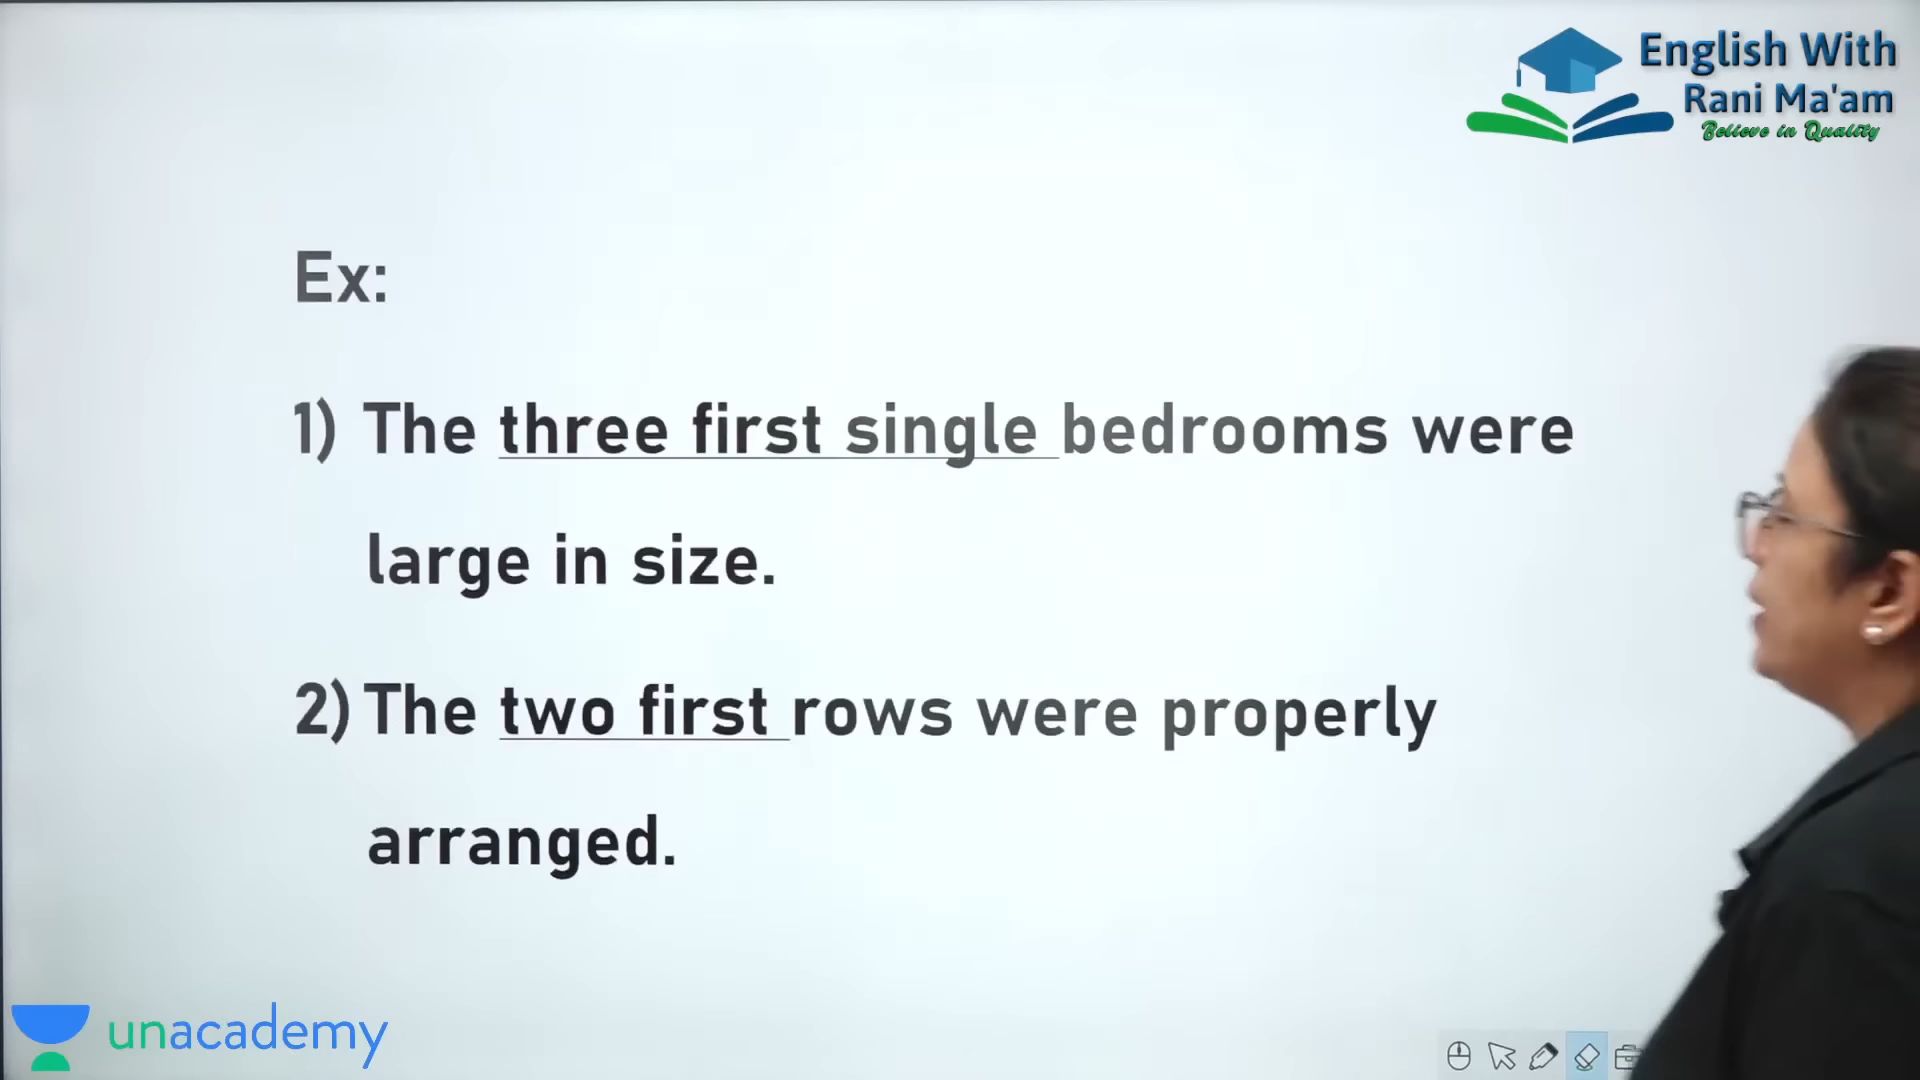 English With
Rani Ma'am
Believe in Quality
Ex:
1) The three first single bedrooms were
large in size.
2) The two first rows were properly
arranged.
unacademy